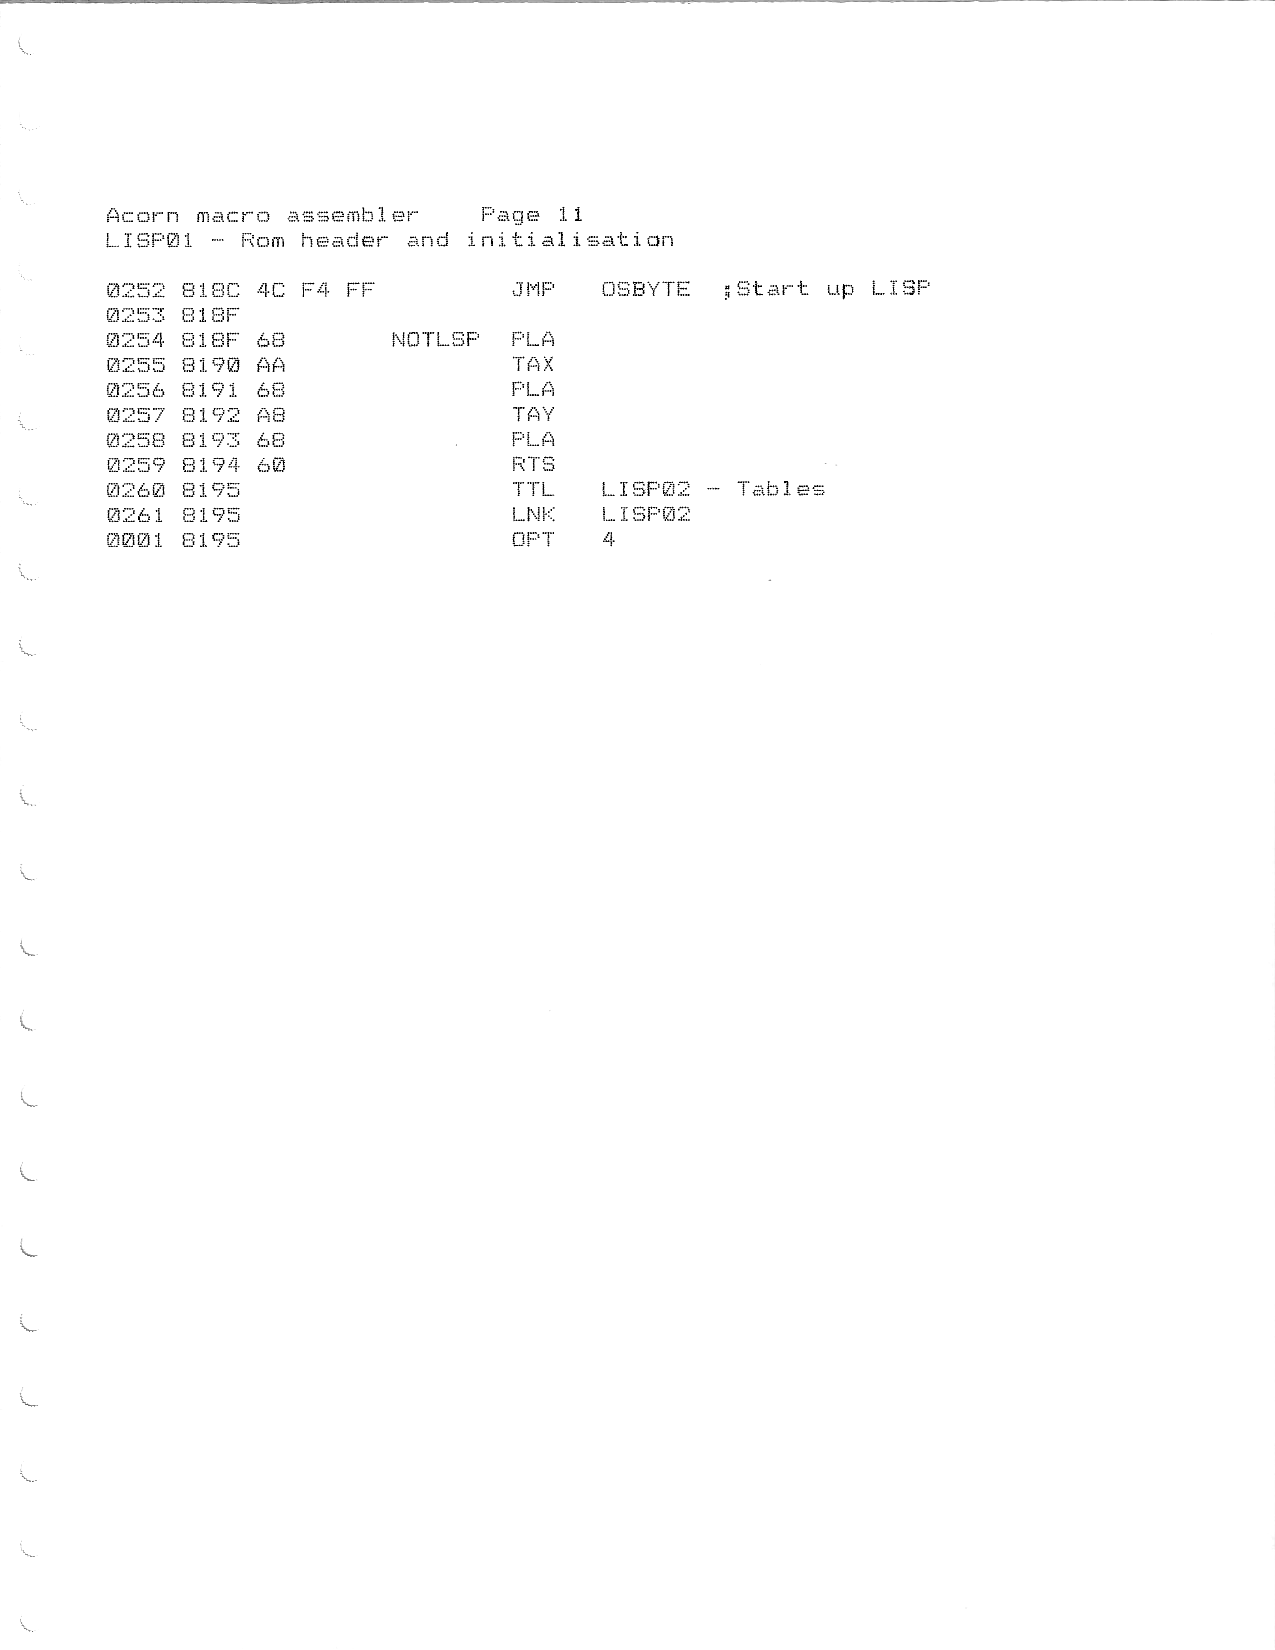 Acorn macro assembler    Page 11
LISP01 - Rom header and initialisation
0252 818C 4C F4 FF         JMP   OSBYTE  ;Start up LISP
0253 818F
0254 818F 68       NOTLSP  PLA
0255 8190 AA               TAX
0256 8191 68               PLA
0257 8192 A8               TAY
0258 8193 68               PLA
0259 8194 60               RTS
0260 8195                  TTL   LISP02 - Tables
0261 8195                  LNK   LISP02
0001 8195                  OPT   4